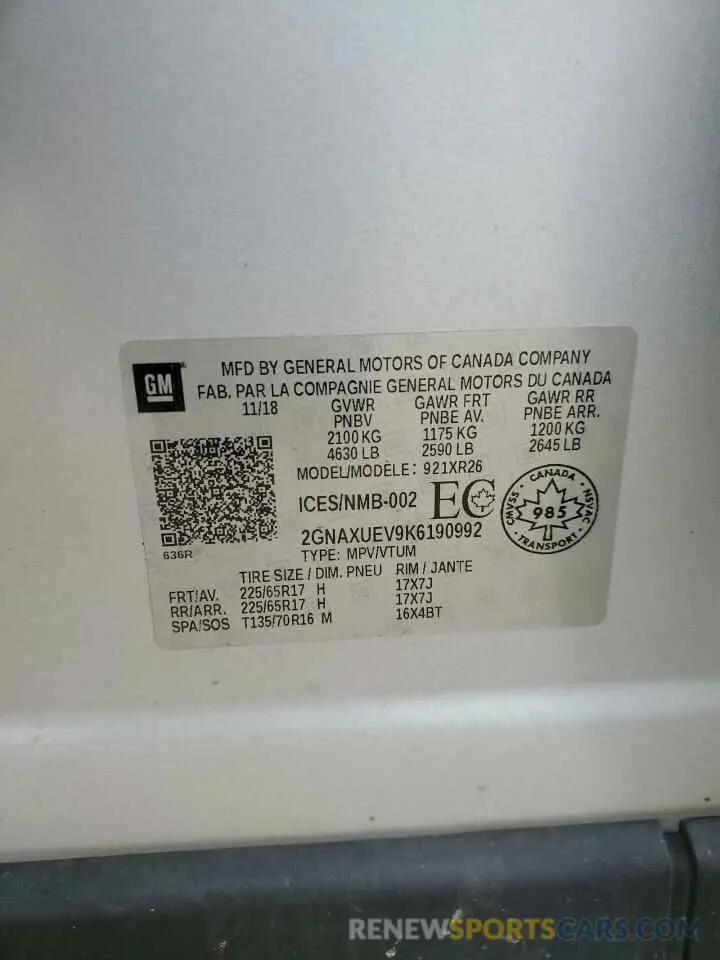 GM
MFD BY GENERAL MOTORS OF CANADA COMPANY
FAB. PAR LA COMPAGNIE GENERAL MOTORS DU CANADA
11/18 GVWR GAWR FRT GAWR RR
PNBV PNBE AV. PNBE ARR.
2100 KG 1175 KG 1200 KG
4630 LB 2590 LB 2645 LB
MODEL/MODÈLE: 921XR26
ICES/NMB-002 EC
CANADA
CMVSS 985 NSVAC
TRANSPORT
2GNAXUEV9K6190992
636R
TYPE: MPV/VTUM
TIRE SIZE / DIM. PNEU RIM / JANTE
FRT/AV. 225/65R17 H 17X7J
RR/ARR. 225/65R17 H 17X7J
SPA/SOS T135/70R16 M 16X4BT
RENEWSPORTSCARS.COM